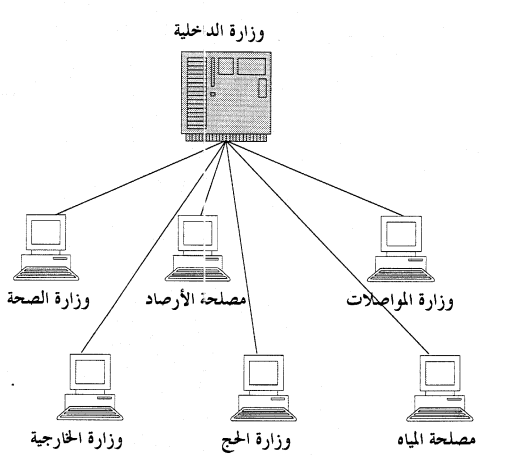 وزارة الداخلية
وزارة المواصلات
مصلحة الأرصاد
وزارة الصحة
مصلحة المياه
وزارة الحج
وزارة الخارجية